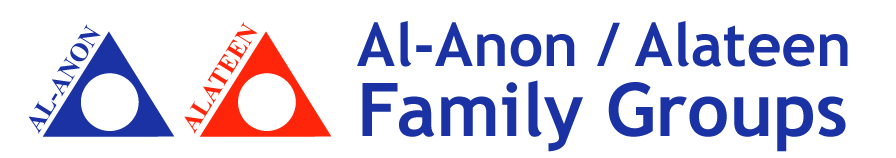 AL-ANON
ALATEEN
Al-Anon / Alateen
Family Groups